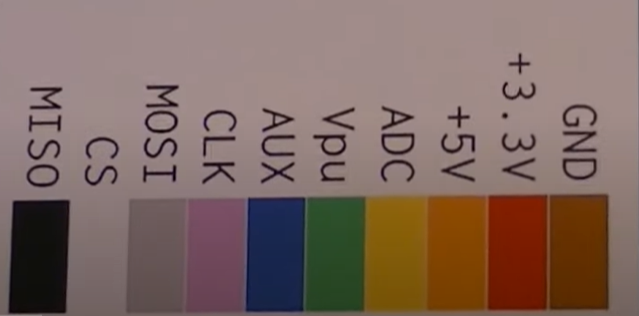 MISO
CS
MOSI
CLK
AUX
Vpu
ADC
+5V
+3.3V
GND